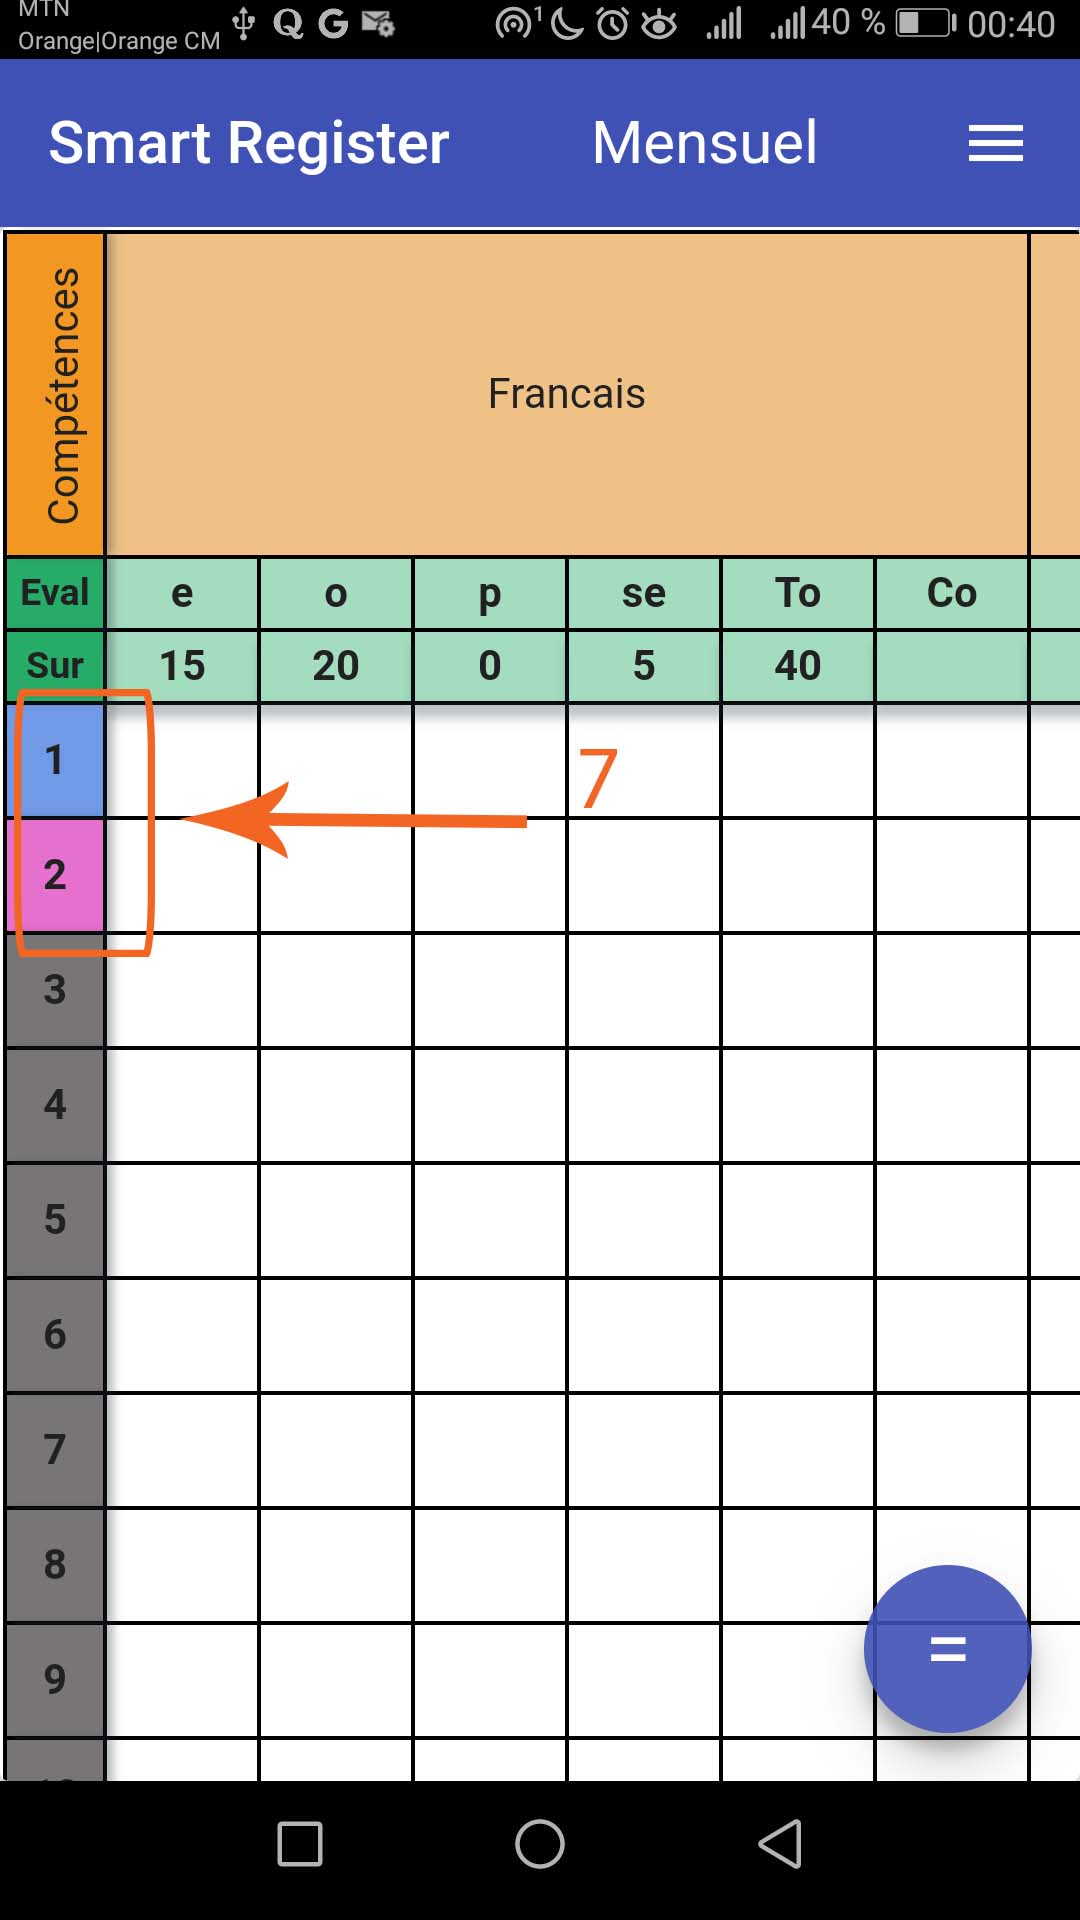 MTN
Orange|Orange CM
1
40 %
00:40
Smart Register
Mensuel
Compétences
Francais
Eval e o p se To Co
Sur 15 20 0 5 40
1
7
2
3
4
5
6
7
8
9
=